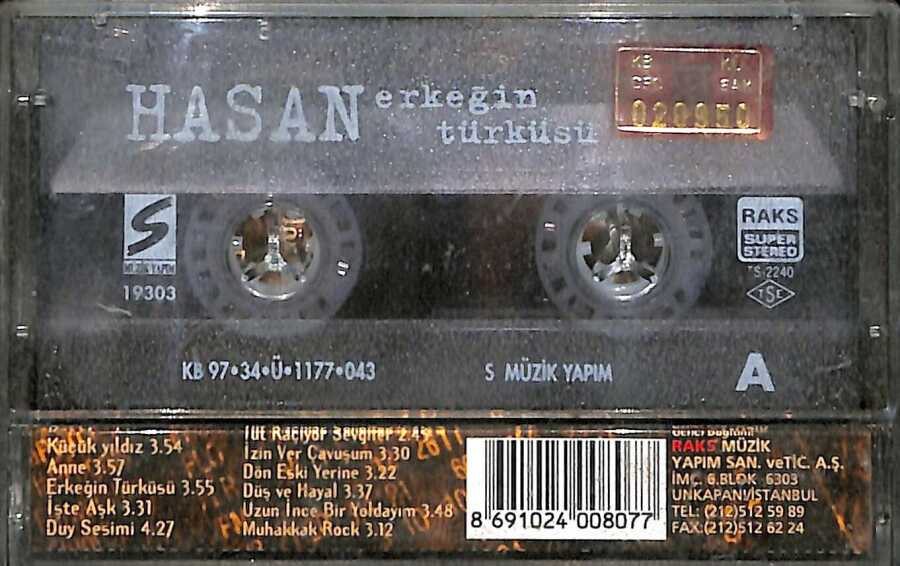 HASAN erkeğin
türküsü
KB
020950
S
MÜZİK YAPIM
19303
RAKS
SUPER
STEREO
TS 2240
TSE
KB 97•34•Ü•1177•043
S MÜZİK YAPIM
A
Küçük yıldız 3.54
Anne 3.57
Erkeğin Türküsü 3.55
İşte Aşk 3.31
Duy Sesimi 4.27
İzin Ver Çavuşum 3.30
Dön Eski Yerine 3.22
Düş ve Hayal 3.37
Uzun İnce Bir Yoldayım 3.48
Muhakkak Rock 3.12
8 691024 008077
RAKS MÜZİK
YAPIM SAN. veTİC. A.Ş.
İMÇ. 6.BLOK 6303
UNKAPANI/İSTANBUL
TEL: (212)512 59 89
FAX:(212)512 62 24